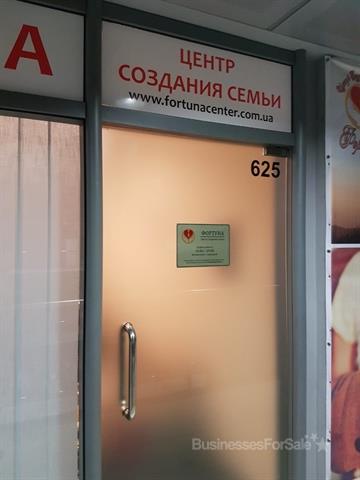 А
ЦЕНТР
СОЗДАНИЯ СЕМЬИ
www.fortunacenter.com.ua
625
ФОРТУНА
BusinessesForSale